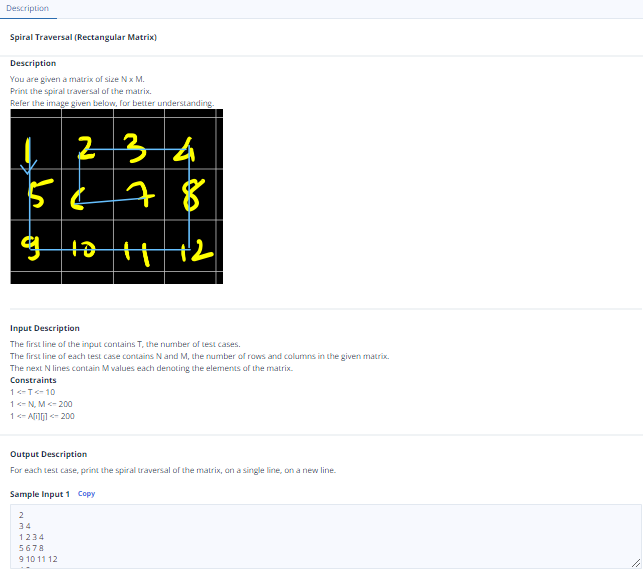 Description
Spiral Traversal (Rectangular Matrix)
Description
You are given a matrix of size N x M.
Print the spiral traversal of the matrix.
Refer the image given below, for better understanding.
1 2 3 4
5 6 7 8
9 10 11 12
Input Description
The first line of the input contains T, the number of test cases.
The first line of each test case contains N and M, the number of rows and columns in the given matrix.
The next N lines contain M values each denoting the elements of the matrix.
Constraints
1 <= T <= 10
1 <= N, M <= 200
1 <= A[i][j] <= 200
Output Description
For each test case, print the spiral traversal of the matrix, on a single line, on a new line.
Sample Input 1 Copy
2
3 4
1 2 3 4
5 6 7 8
9 10 11 12